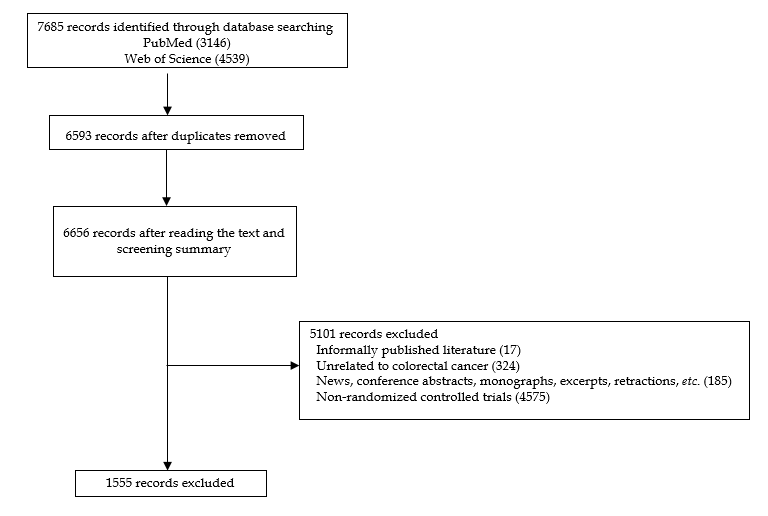 7685 records identified through database searching
PubMed (3146)
Web of Science (4539)
6593 records after duplicates removed
6656 records after reading the text and
screening summary
5101 records excluded
Informally published literature (17)
Unrelated to colorectal cancer (324)
News, conference abstracts, monographs, excerpts, retractions, etc. (185)
Non-randomized controlled trials (4575)
1555 records excluded